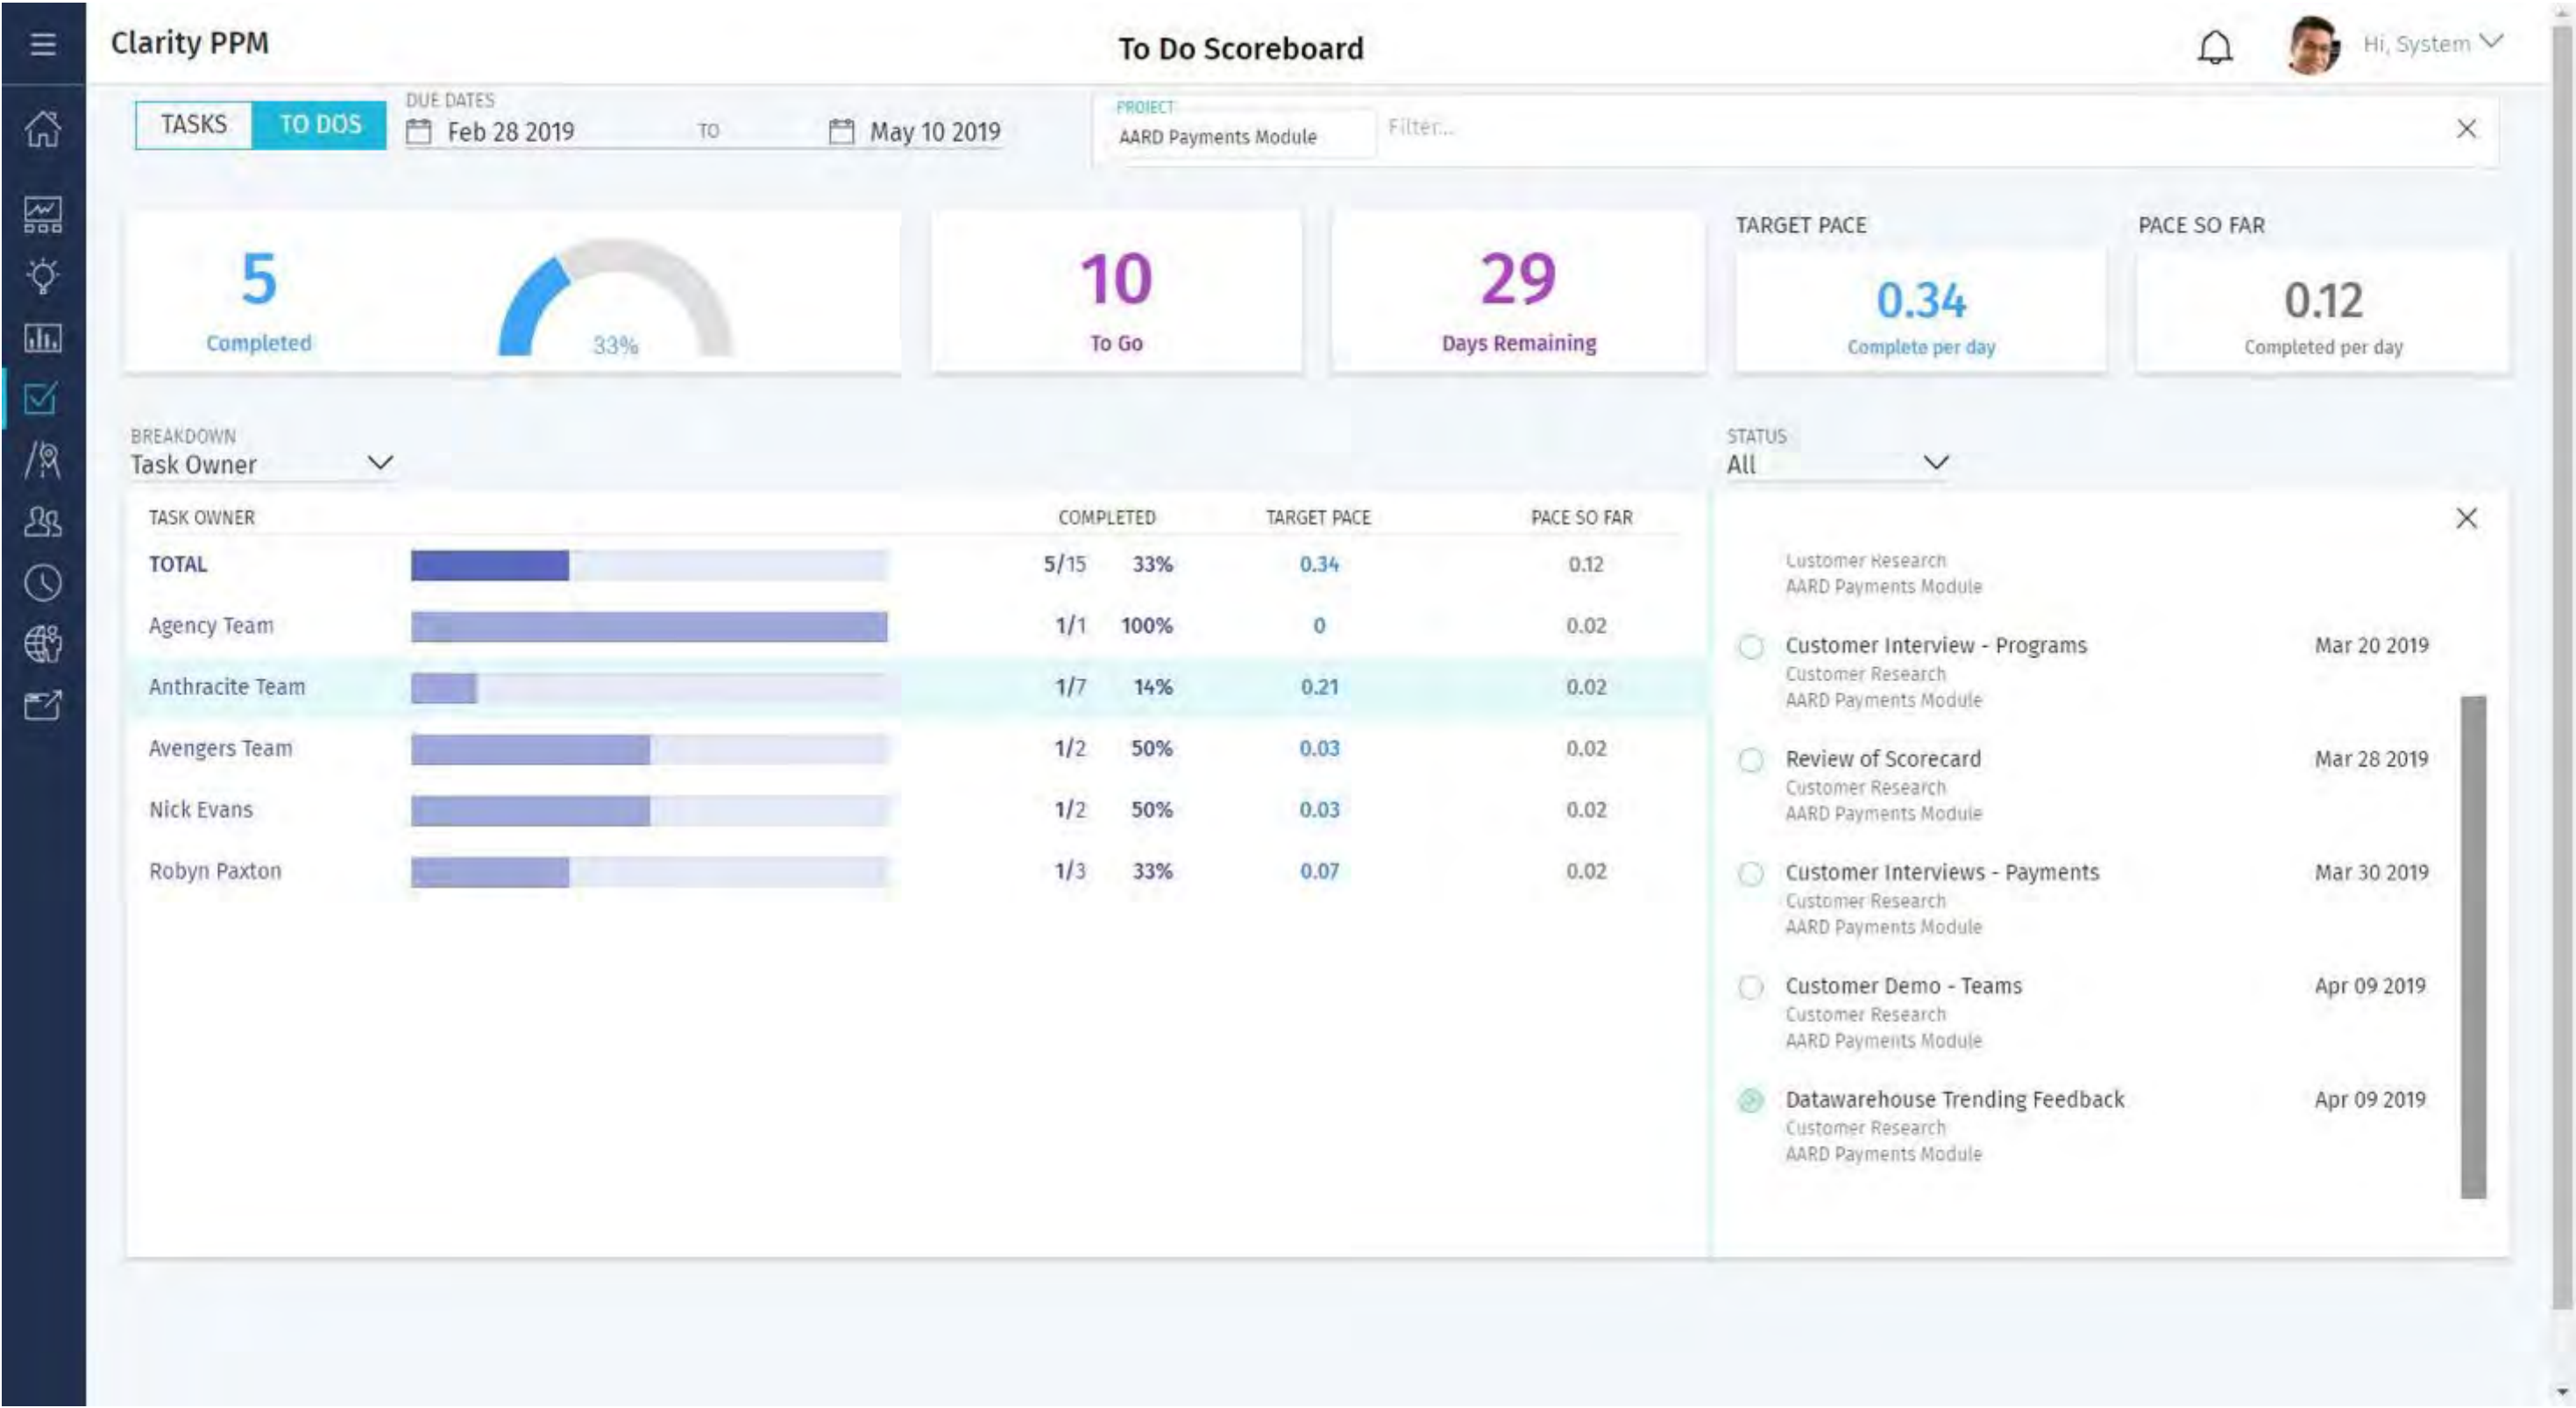 Clarity PPM
To Do Scoreboard
Hi, System
TASKS
TO DOS
DUE DATES
Feb 28 2019
TO
May 10 2019
PROJECT
AARD Payments Module
Filter...
5
Completed
33%
10
To Go
29
Days Remaining
TARGET PACE
0.34
Complete per day
PACE SO FAR
0.12
Completed per day
BREAKDOWN
Task Owner
STATUS
All
TASK OWNER COMPLETED TARGET PACE PACE SO FAR
TOTAL 5/15 33% 0.34 0.12
Agency Team 1/1 100% 0 0.02
Anthracite Team 1/7 14% 0.21 0.02
Avengers Team 1/2 50% 0.03 0.02
Nick Evans 1/2 50% 0.03 0.02
Robyn Paxton 1/3 33% 0.07 0.02
Customer Research
AARD Payments Module
Customer Interview - Programs Mar 20 2019
Customer Research
AARD Payments Module
Review of Scorecard Mar 28 2019
Customer Research
AARD Payments Module
Customer Interviews - Payments Mar 30 2019
Customer Research
AARD Payments Module
Customer Demo - Teams Apr 09 2019
Customer Research
AARD Payments Module
Datawarehouse Trending Feedback Apr 09 2019
Customer Research
AARD Payments Module